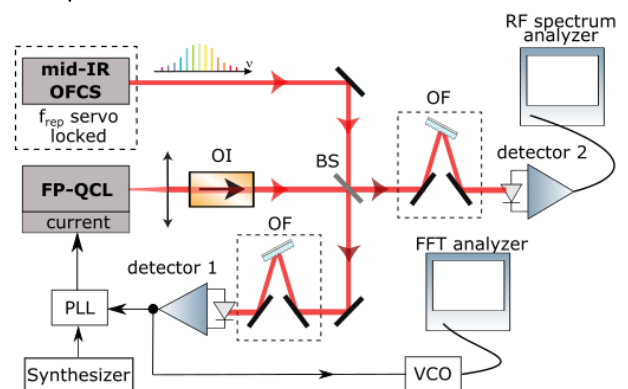 RF spectrum
analyzer
ν
mid-IR
OFCS
f_rep servo
locked
OF
OI
BS
detector 2
FP-QCL
current
OF
FFT analyzer
detector 1
PLL
VCO
Synthesizer